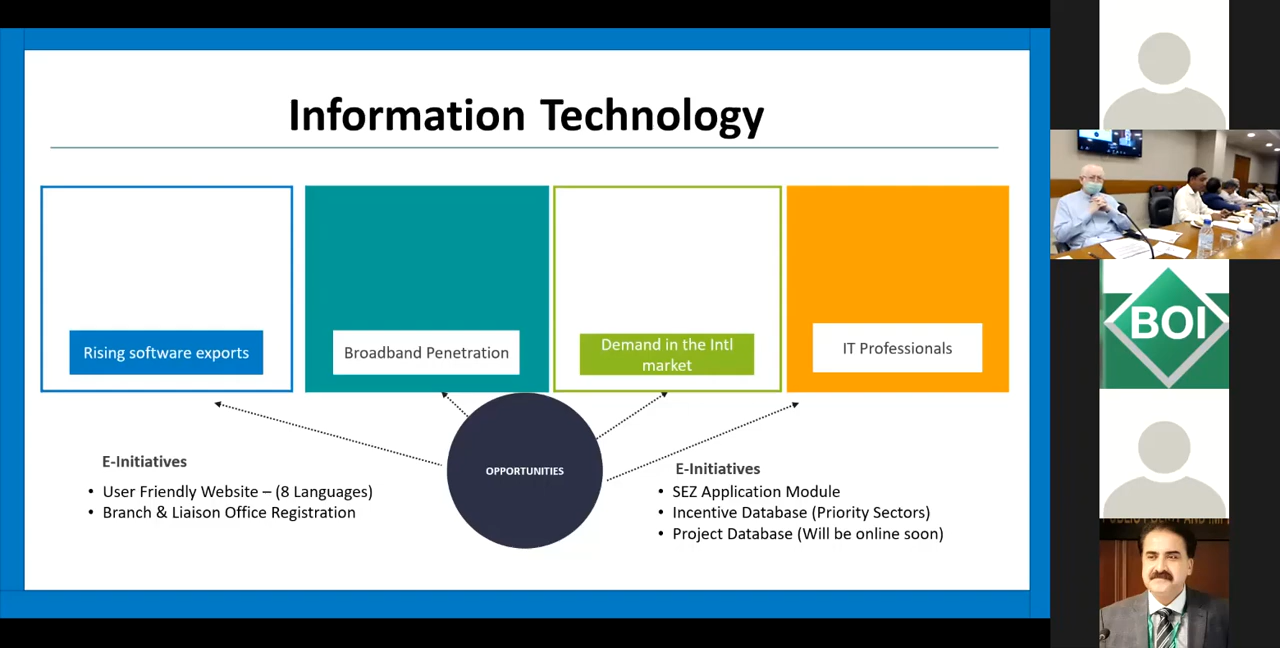 Information Technology
Rising software exports
Broadband Penetration
Demand in the Intl
market
IT Professionals
OPPORTUNITIES
E-Initiatives
• User Friendly Website – (8 Languages)
• Branch & Liaison Office Registration
E-Initiatives
• SEZ Application Module
• Incentive Database (Priority Sectors)
• Project Database (Will be online soon)
BOI